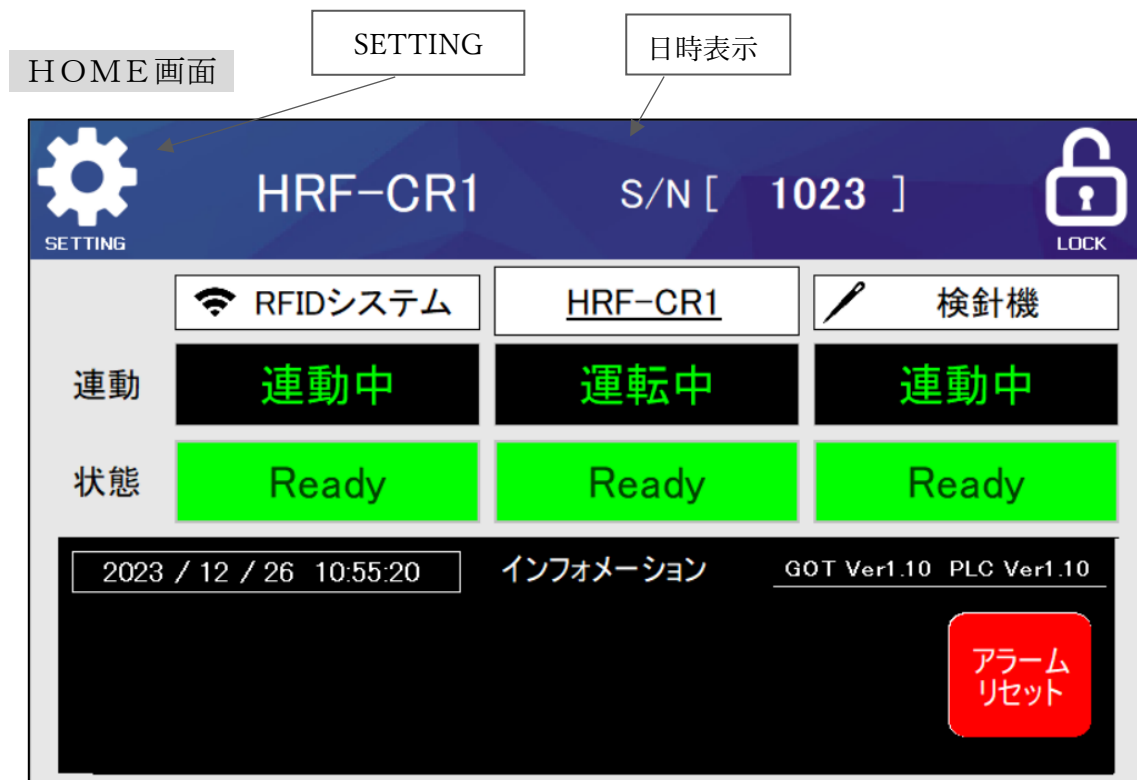 SETTING
日時表示
ＨＯＭＥ画面
HRF-CR1
S/N [ 1023 ]
SETTING
LOCK
RFIDシステム
HRF-CR1
検針機
連動
連動中
運転中
連動中
状態
Ready
Ready
Ready
2023 / 12 / 26 10:55:20
インフォメーション
GOT Ver1.10 PLC Ver1.10
アラーム
リセット